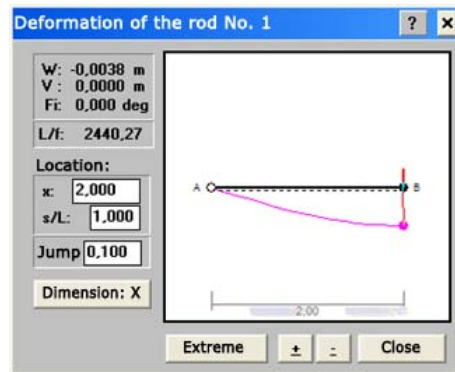 Deformation of the rod No. 1 ? ×
W: -0,0038 m
V : 0,0000 m
Fi: 0,000 deg
L/f: 2440,27
Location:
x: 2,000
s/L: 1,000
Jump 0,100
Dimension: X
A B
2,00
Extreme + - Close